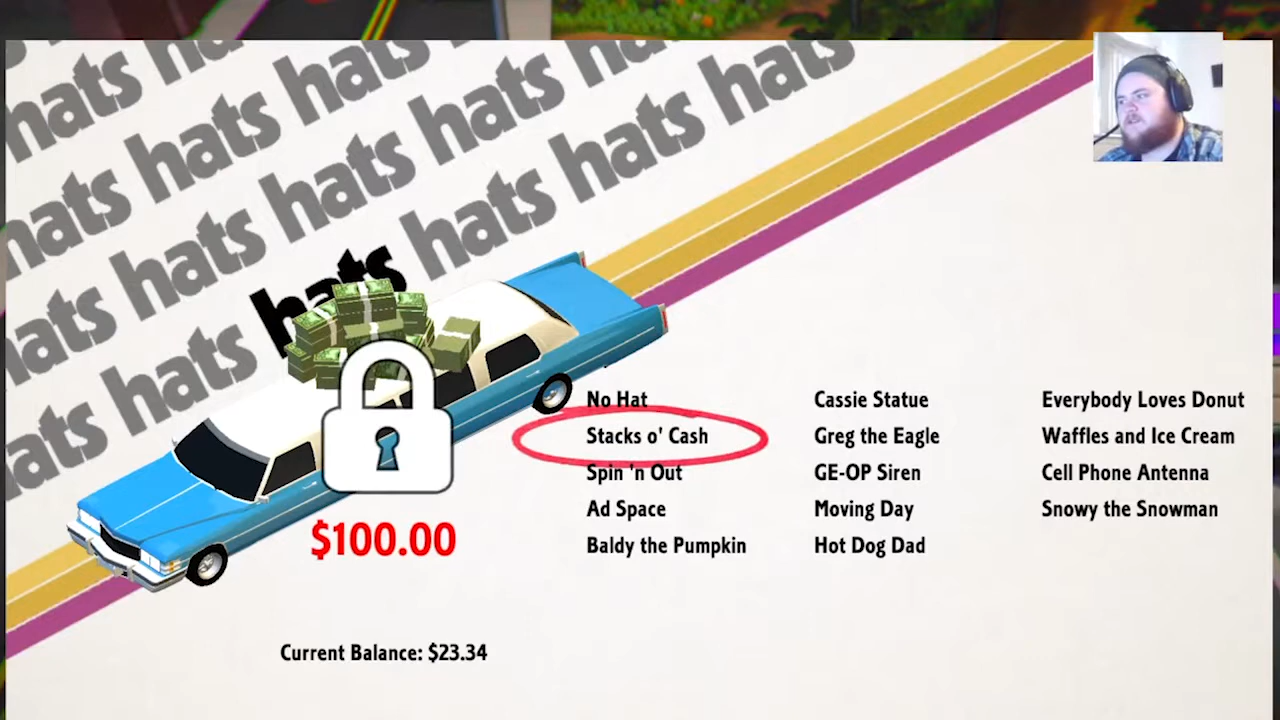 hats hats hats hats
hats hats hats hats hats
hats hats hats hats hats hats
hats hats hats hats hats hats
No Hat
Stacks o' Cash
Spin 'n Out
Ad Space
Baldy the Pumpkin
Cassie Statue
Greg the Eagle
GE-OP Siren
Moving Day
Hot Dog Dad
Everybody Loves Donut
Waffles and Ice Cream
Cell Phone Antenna
Snowy the Snowman
$100.00
Current Balance: $23.34